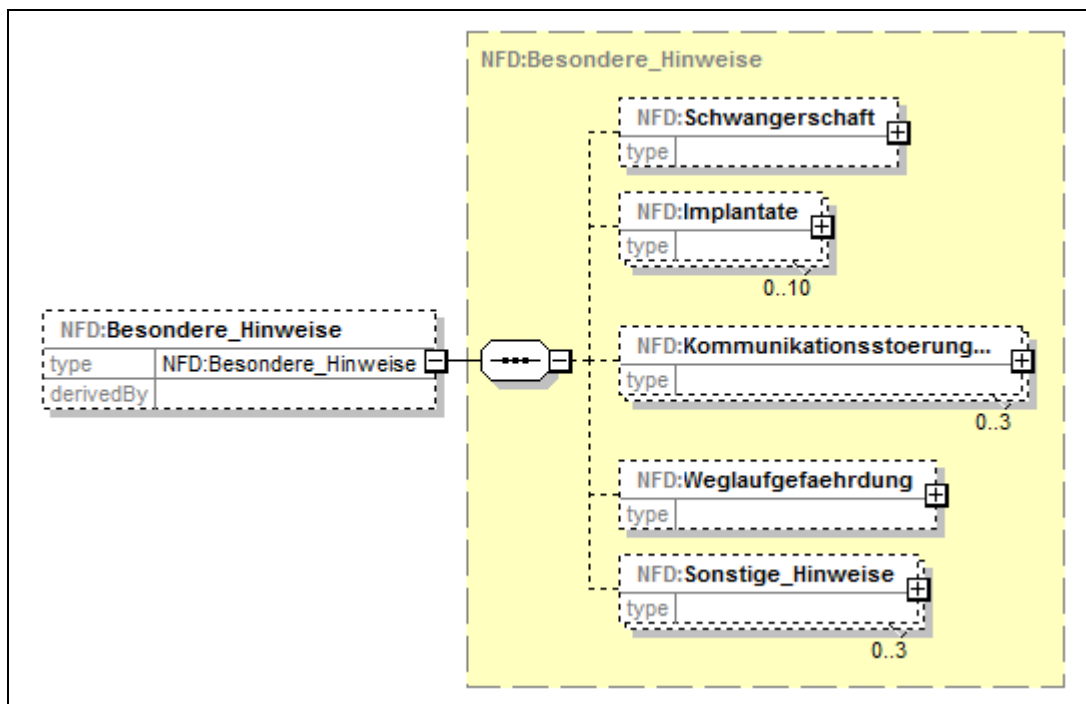 NFD:Besondere_Hinweise
NFD:Schwangerschaft
type
NFD:Implantate
type
0..10
NFD:Besondere_Hinweise
type NFD:Besondere_Hinweise
derivedBy
NFD:Kommunikationsstoerung...
type
0..3
NFD:Weglaufgefaehrdung
type
NFD:Sonstige_Hinweise
type
0..3